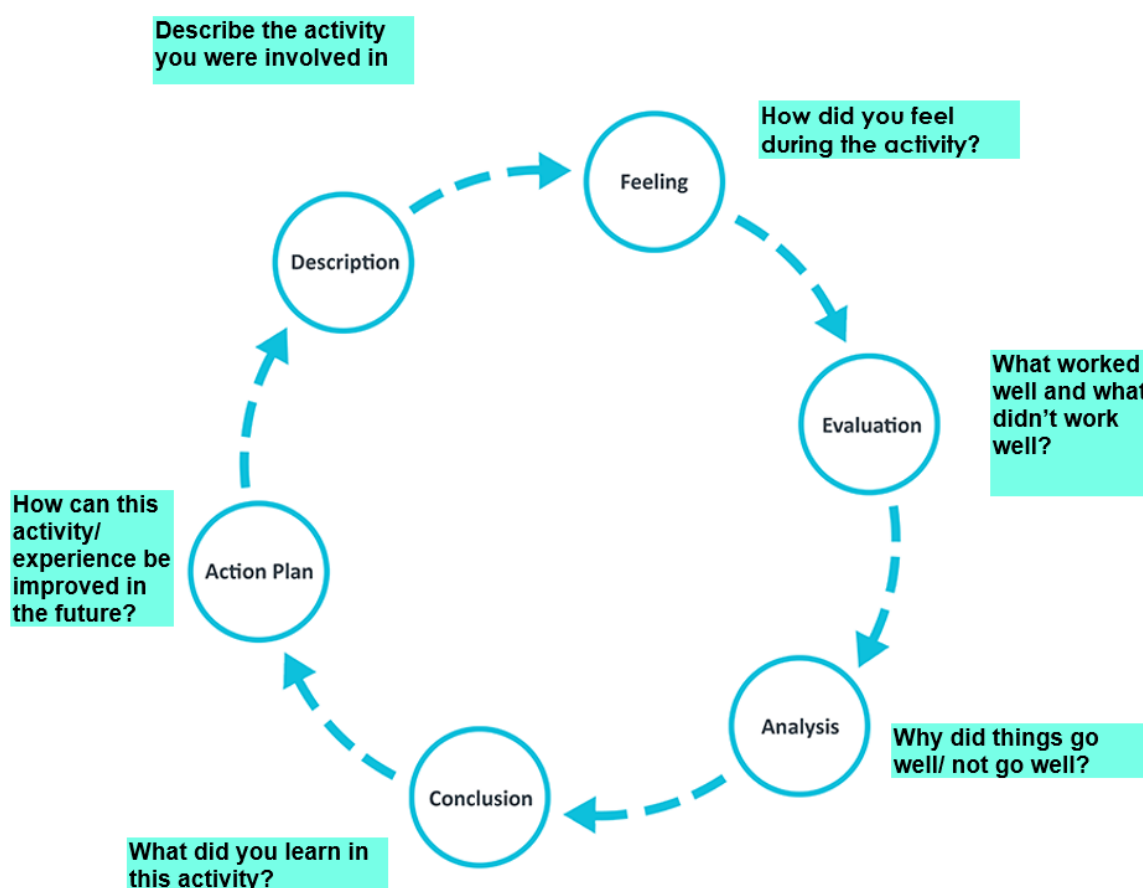 Describe the activity
you were involved in
Description
Feeling
How did you feel
during the activity?
Evaluation
What worked
well and what
didn’t work
well?
Analysis
Why did things go
well/ not go well?
Conclusion
What did you learn in
this activity?
Action Plan
How can this
activity/
experience be
improved in
the future?